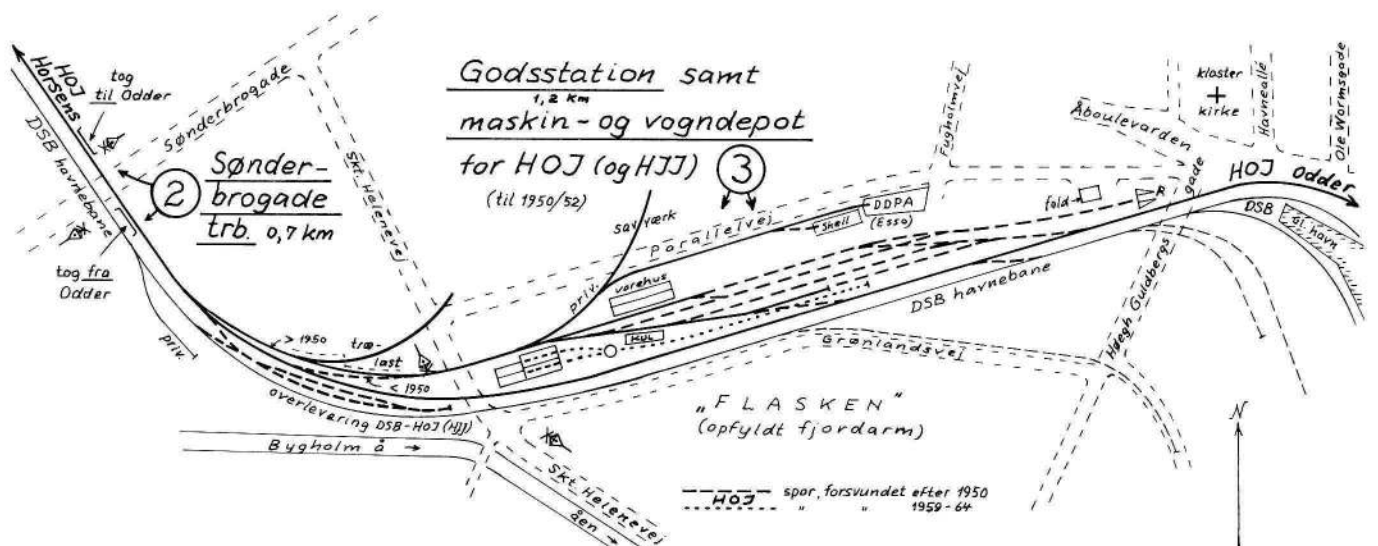 HOJ
Horsens
tog
til Odder
DSB havnebane
Sønderbrogade
2
Sønder-
brogade
trb. 0,7 km
tog fra
Odder
priv.
Skt. Helenevej
Godsstation samt
1,2 km
maskin- og vogndepot
for HOJ (og HJJ)
(til 1950/52)
3
savværk
priv.
parallelvej
varehus
Shell
DDPA
(Esso)
Fugholmvej
fold
R
Åboulevarden
kloster
kirke
Havneallé
Ole Wormsgade
HOJ Odder
DSB
til havn
Høegh Guldbergs gade
DSB havnebane
Grønlandsvej
KUL
> 1950
træ-
last
< 1950
overlevering DSB-HOJ (HJJ)
Bygholm å
Skt. Helenevej
åen
„FLASKEN"
(opfyldt fjordarm)
HOJ spor, forsvundet efter 1950
" " 1959-64
N